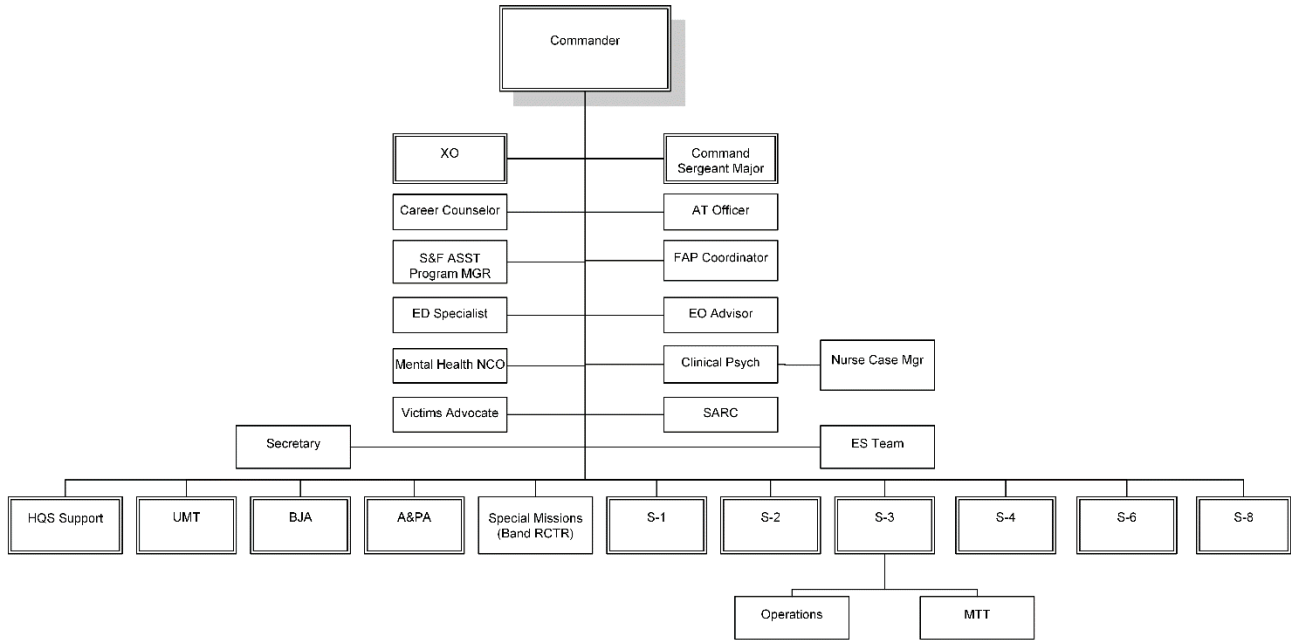 Commander
XO
Command
Sergeant Major
Career Counselor
AT Officer
S&F ASST
Program MGR
FAP Coordinator
ED Specialist
EO Advisor
Mental Health NCO
Clinical Psych
Nurse Case Mgr
Victims Advocate
SARC
Secretary
ES Team
HQS Support
UMT
BJA
A&PA
Special Missions
(Band RCTR)
S-1
S-2
S-3
S-4
S-6
S-8
Operations
MTT